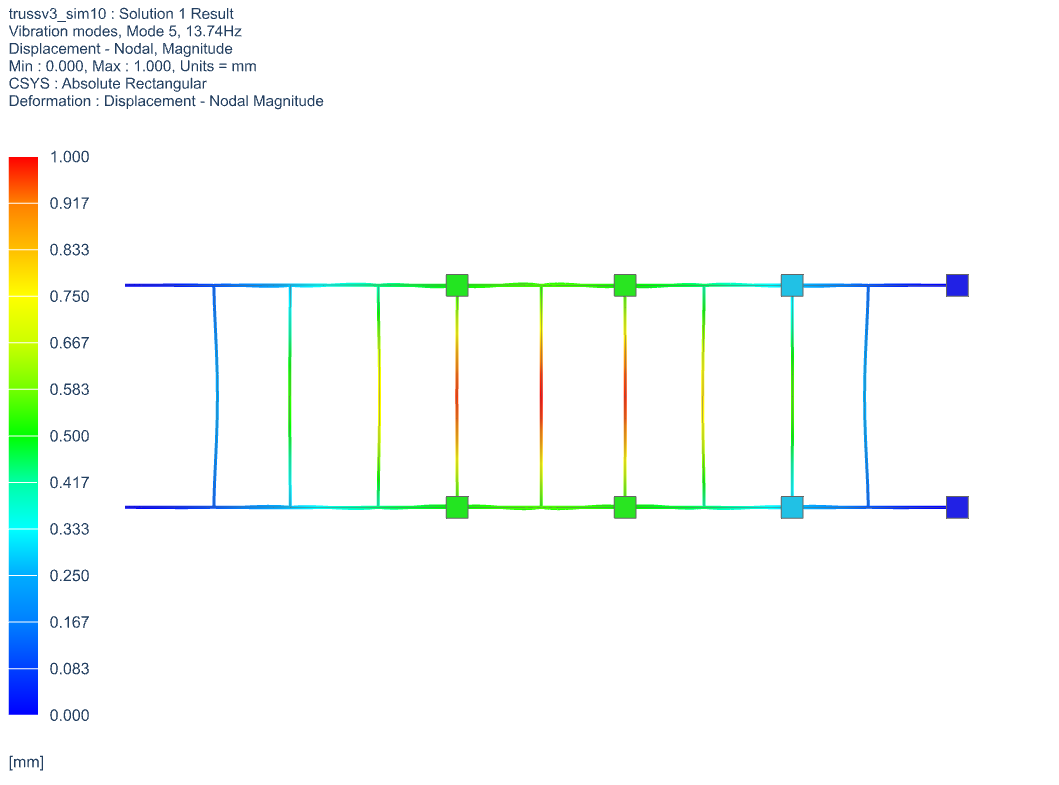 trussv3_sim10 : Solution 1 Result
Vibration modes, Mode 5, 13.74Hz
Displacement - Nodal, Magnitude
Min : 0.000, Max : 1.000, Units = mm
CSYS : Absolute Rectangular
Deformation : Displacement - Nodal Magnitude
1.000
0.917
0.833
0.750
0.667
0.583
0.500
0.417
0.333
0.250
0.167
0.083
0.000
[mm]